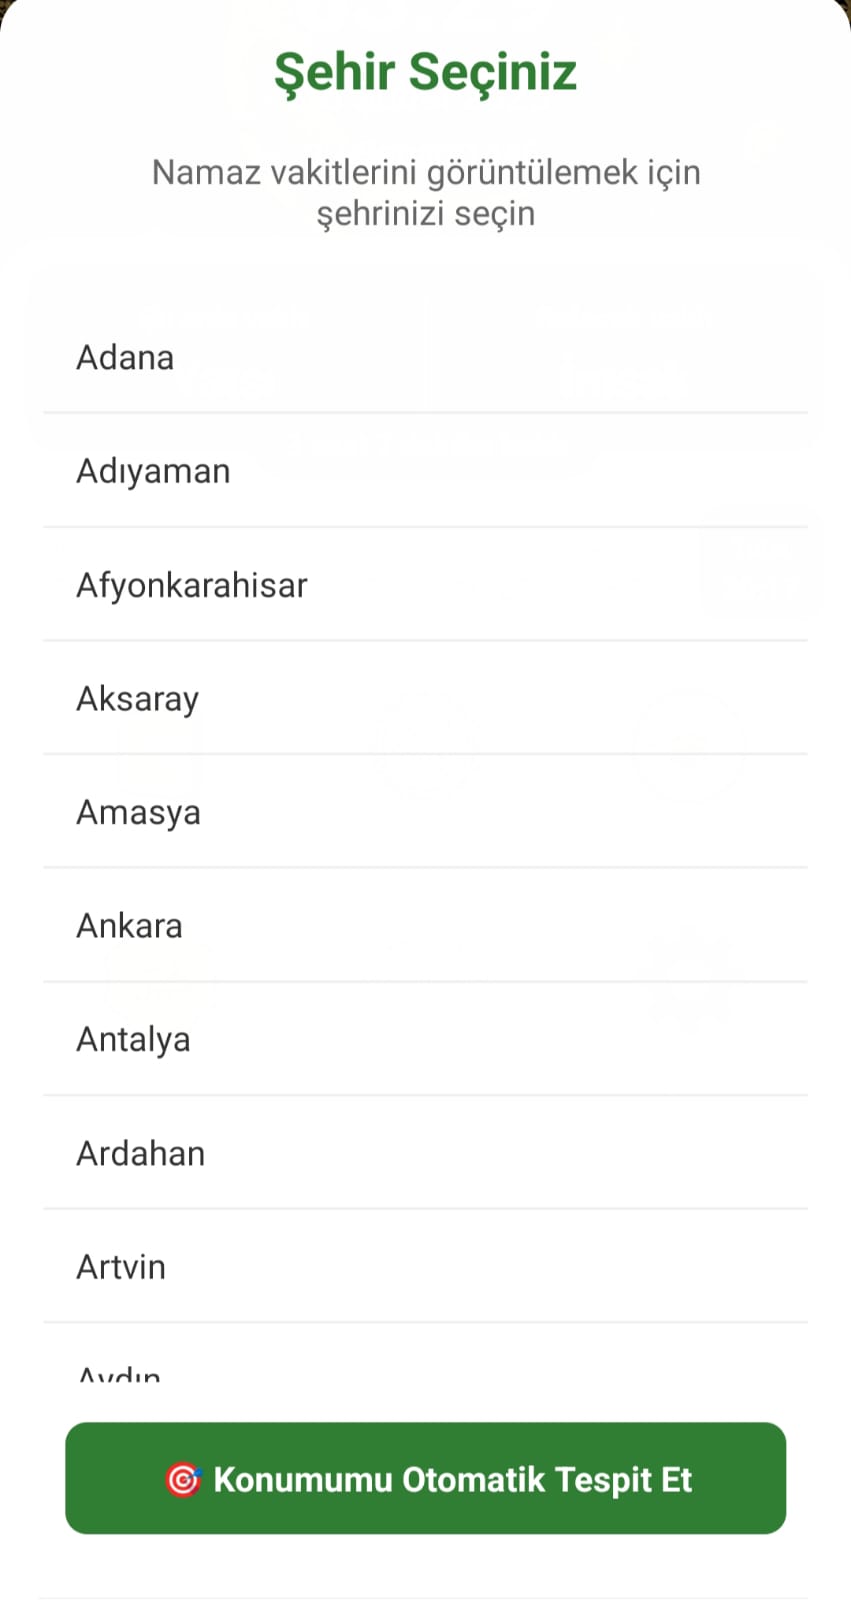 Şehir Seçiniz
Namaz vakitlerini görüntülemek için
şehrinizi seçin
Adana
Adıyaman
Afyonkarahisar
Aksaray
Amasya
Ankara
Antalya
Ardahan
Artvin
Aydın
Konumumu Otomatik Tespit Et